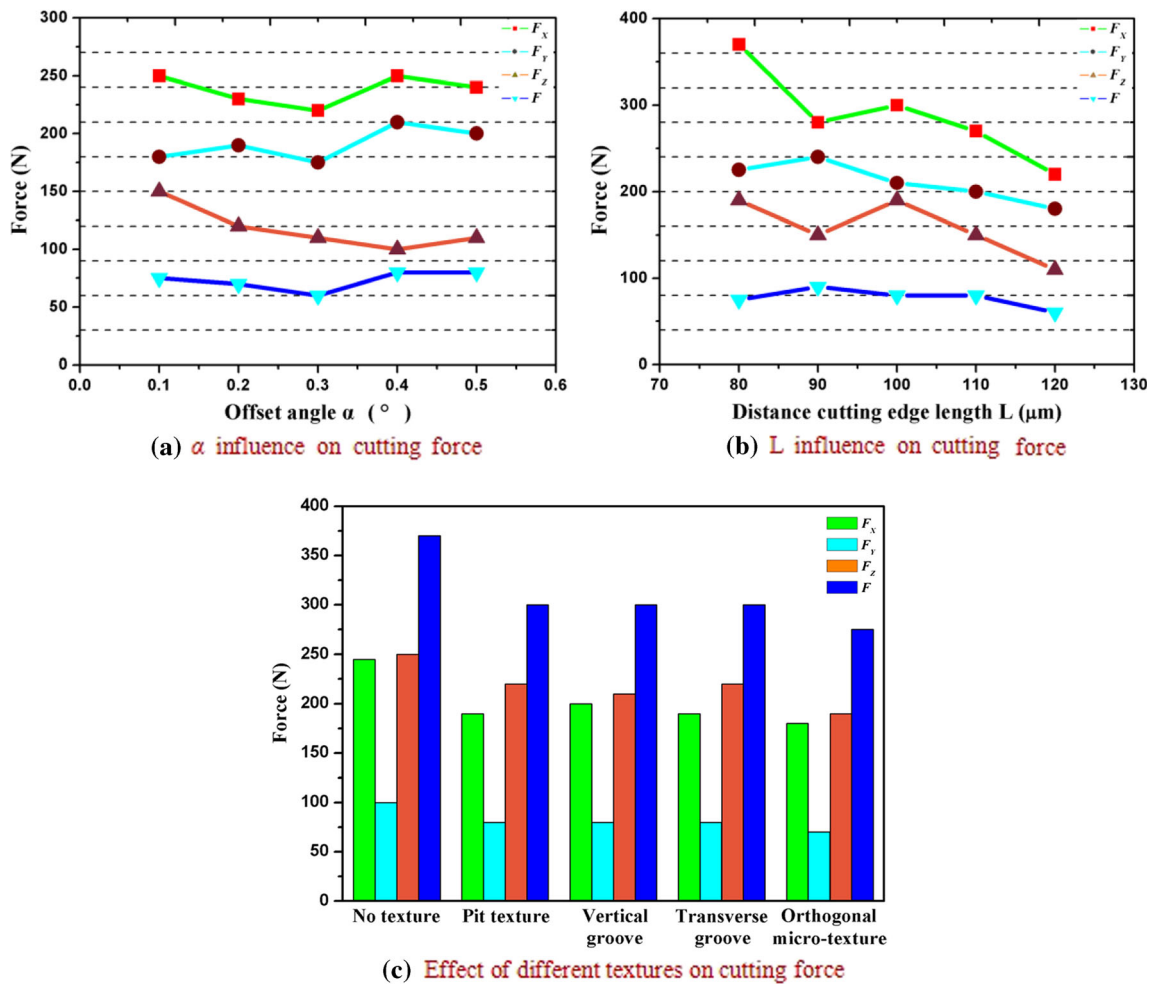 300
250
200
150
100
50
0
Force (N)
0.0 0.1 0.2 0.3 0.4 0.5 0.6
Offset angle α (°)
F_X
F_Y
F_Z
F
(a) α influence on cutting force
400
300
200
100
0
Force (N)
70 80 90 100 110 120 130
Distance cutting edge length L (μm)
F_X
F_Y
F_Z
F
(b) L influence on cutting force
400
350
300
250
200
150
100
50
0
Force (N)
F_X
F_Y
F_Z
F
No texture Pit texture Vertical Transverse Orthogonal
groove groove micro-texture
(c) Effect of different textures on cutting force